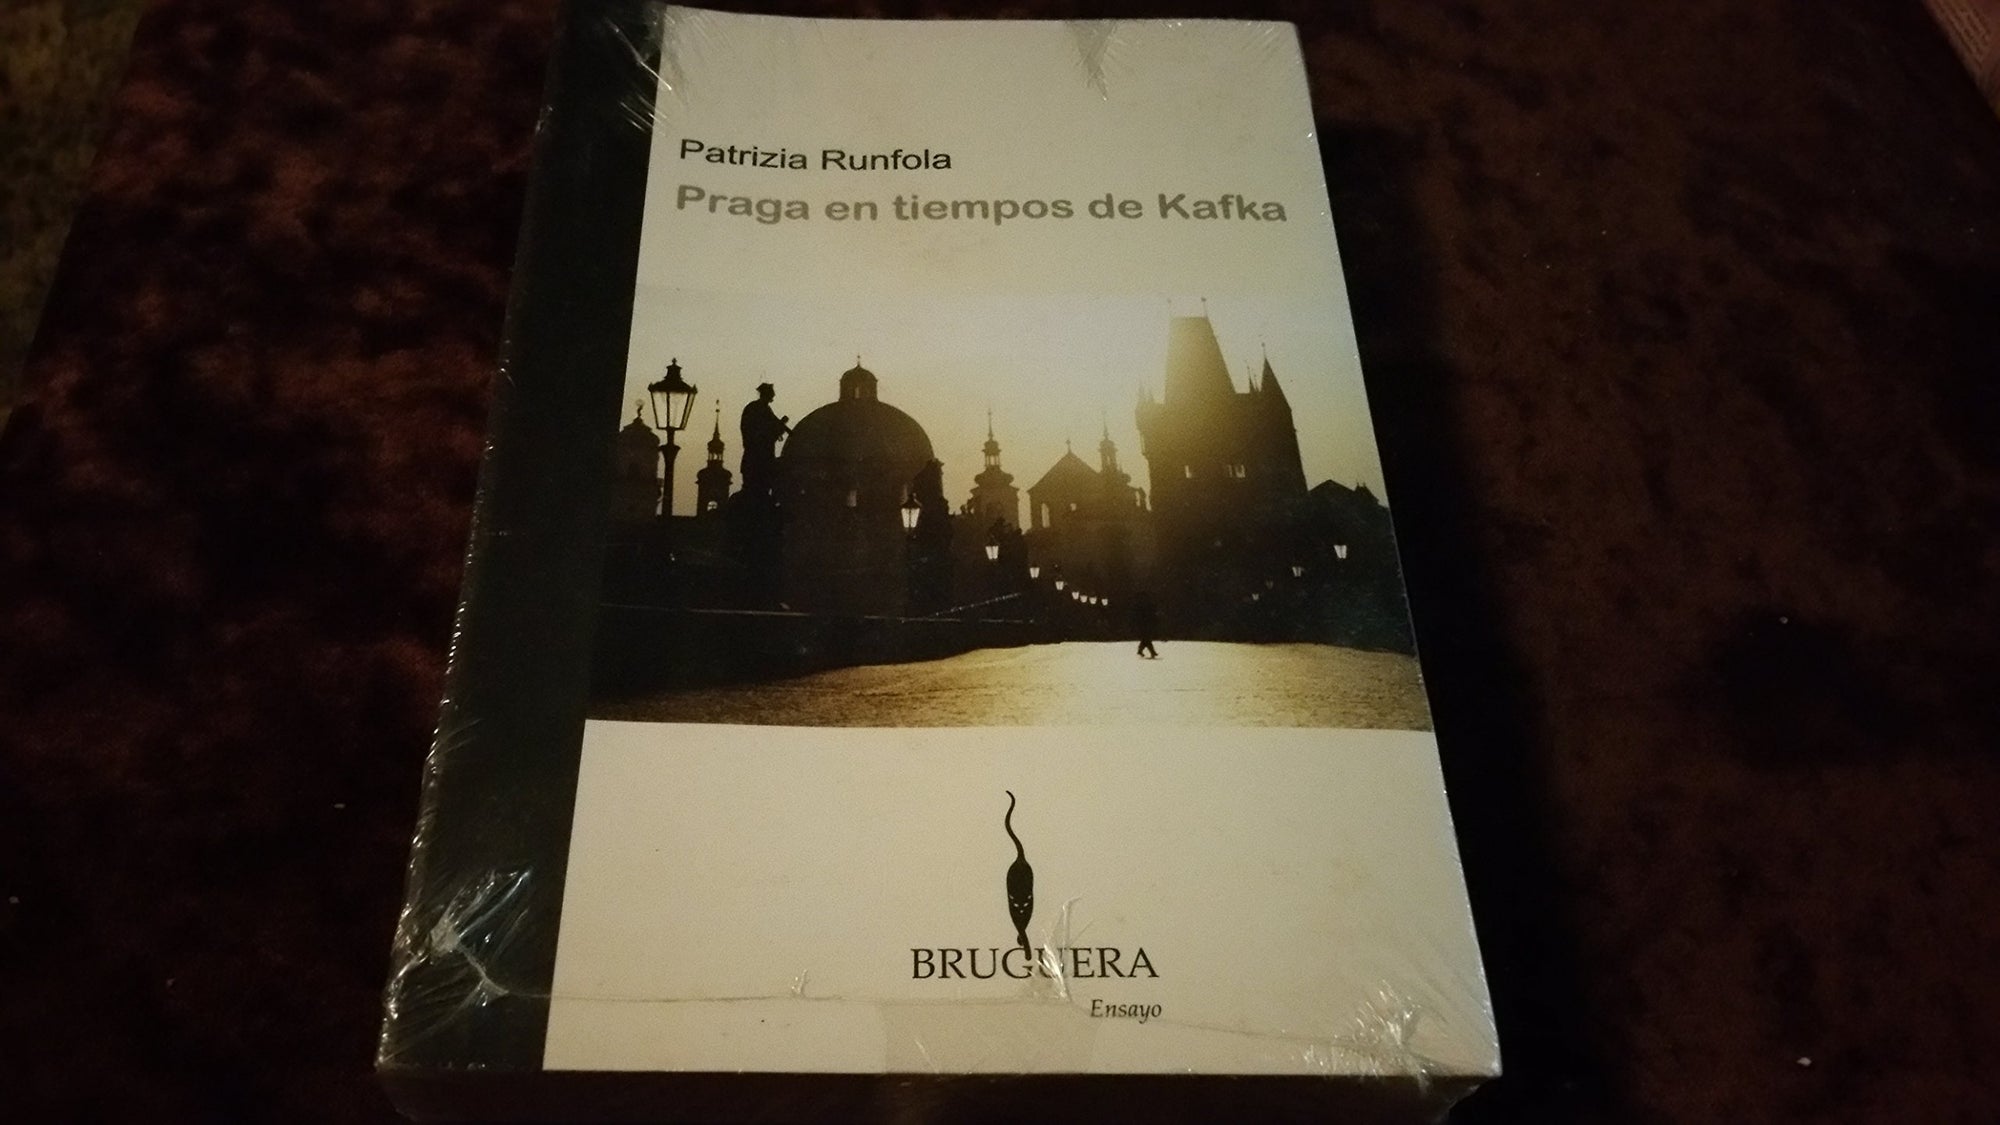 Patrizia Runfola
Praga en tiempos de Kafka
BRUGUERA
Ensayo